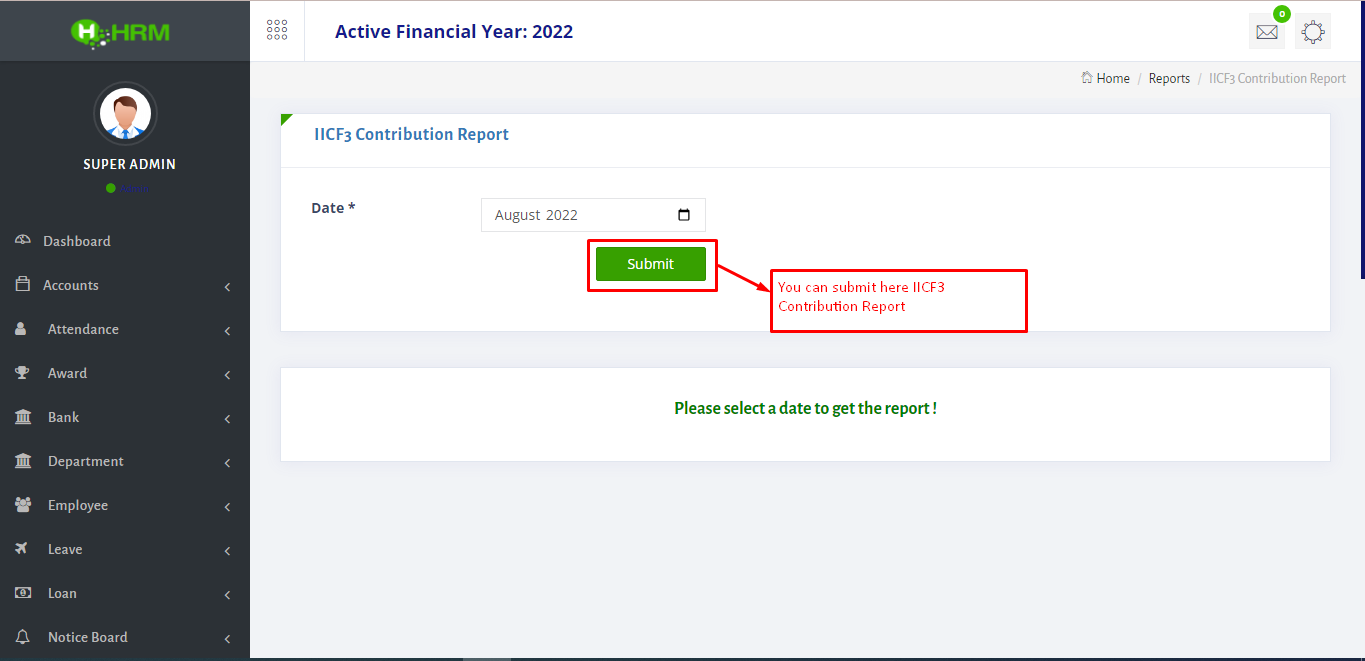 HRM
Active Financial Year: 2022
0
Home / Reports / IICF3 Contribution Report
SUPER ADMIN
IICF3 Contribution Report
Date *
August 2022
Submit
You can submit here IICF3
Contribution Report
Please select a date to get the report !
Dashboard
Accounts
Attendance
Award
Bank
Department
Employee
Leave
Loan
Notice Board